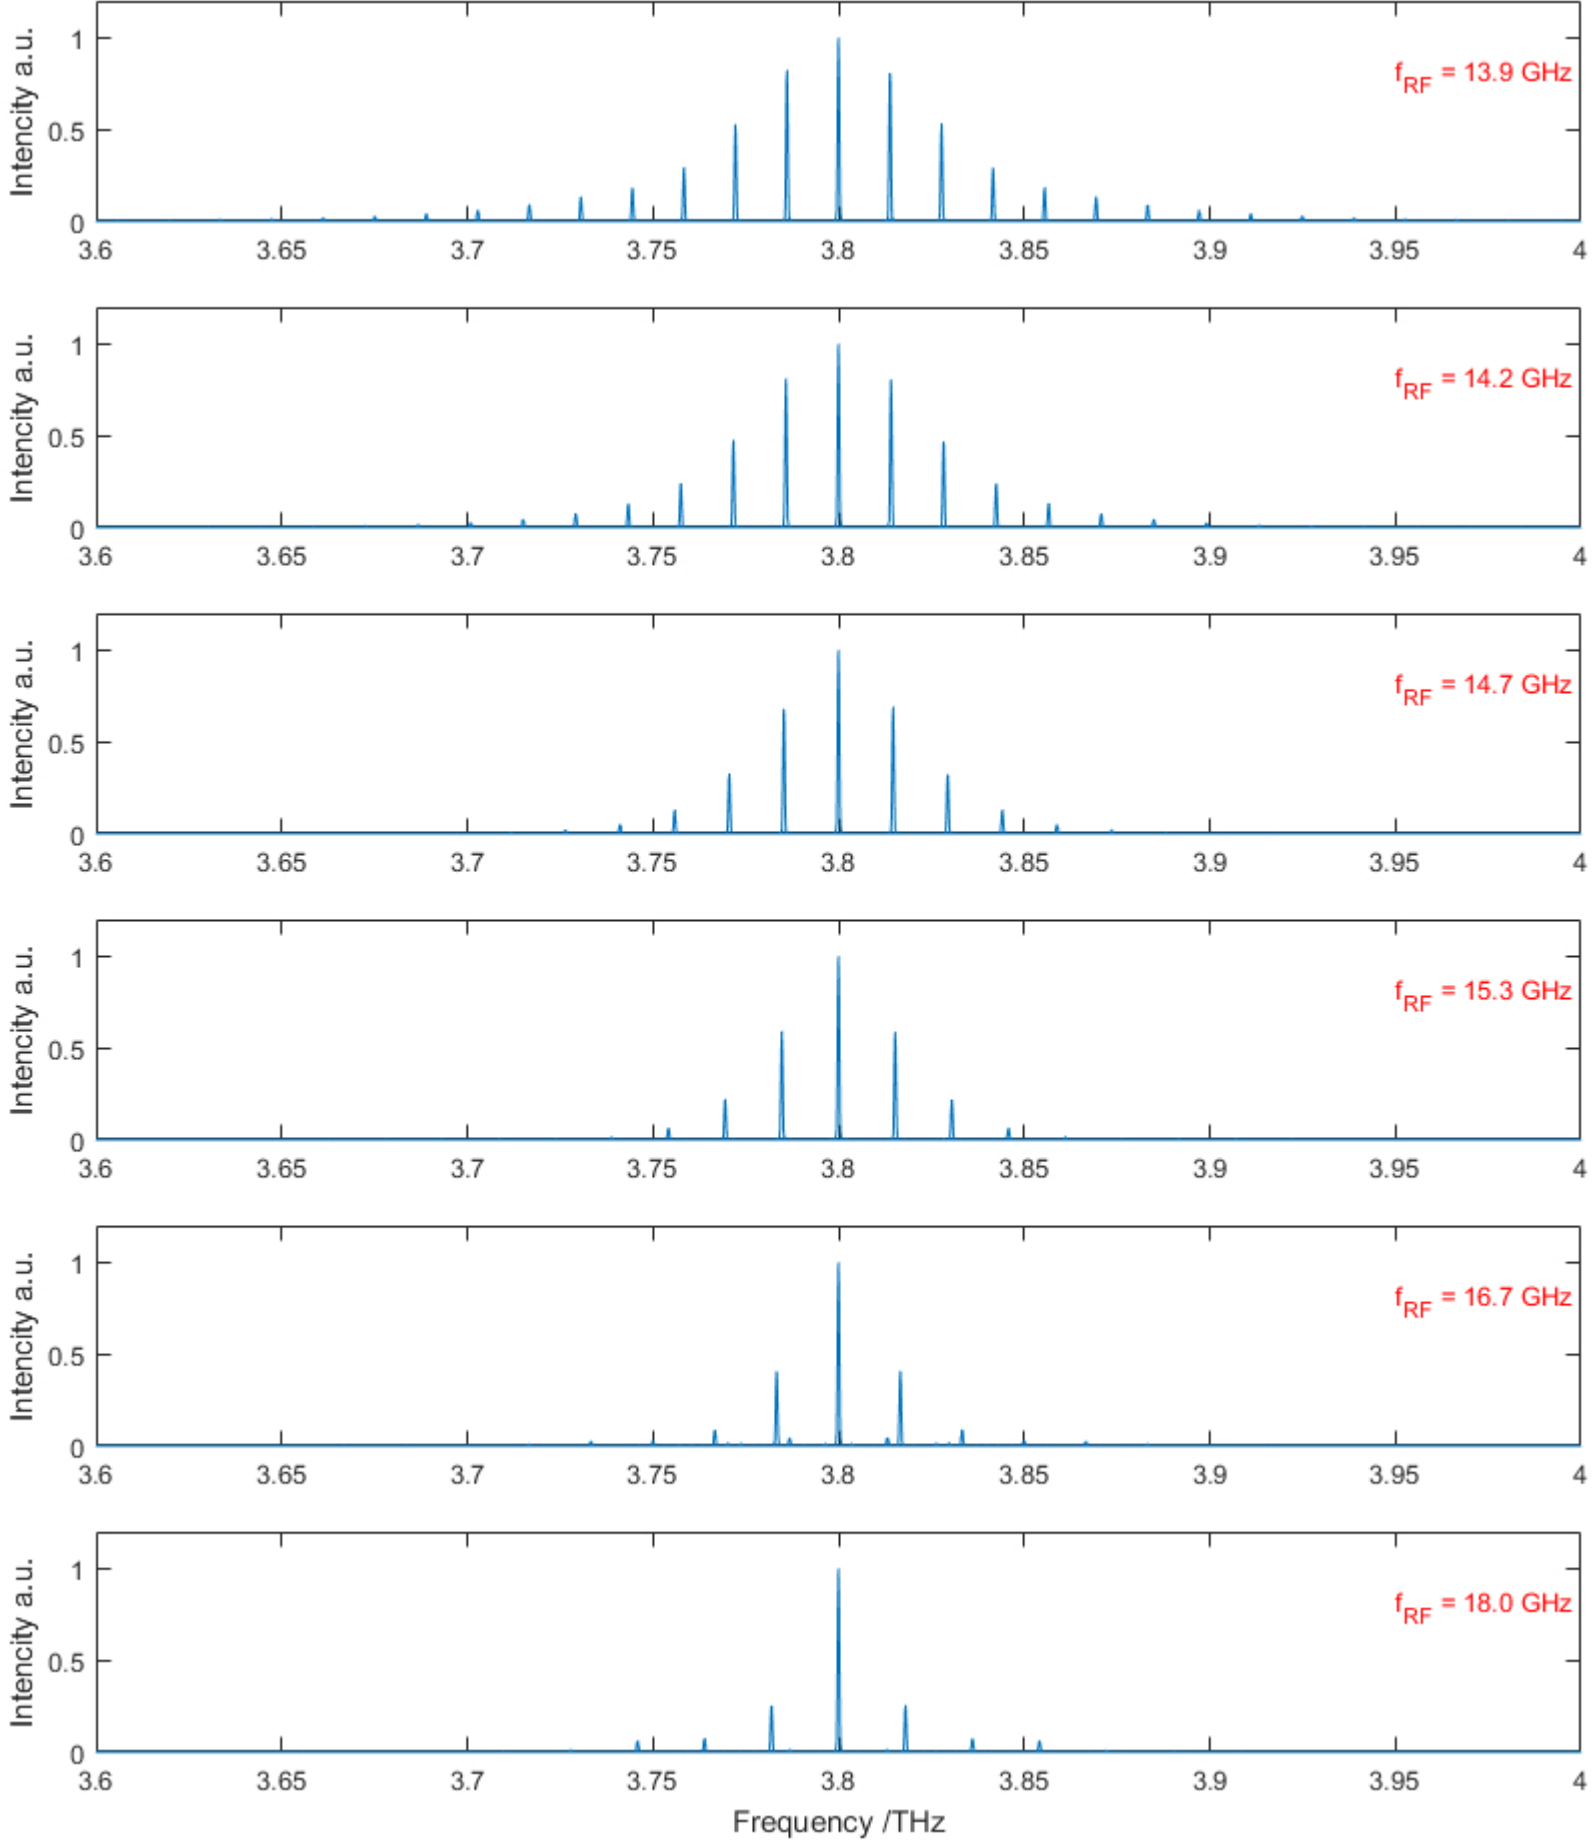 Intencity a.u.
1
0.5
0
f_RF = 13.9 GHz
3.6 3.65 3.7 3.75 3.8 3.85 3.9 3.95 4
Intencity a.u.
1
0.5
0
f_RF = 14.2 GHz
3.6 3.65 3.7 3.75 3.8 3.85 3.9 3.95 4
Intencity a.u.
1
0.5
0
f_RF = 14.7 GHz
3.6 3.65 3.7 3.75 3.8 3.85 3.9 3.95 4
Intencity a.u.
1
0.5
0
f_RF = 15.3 GHz
3.6 3.65 3.7 3.75 3.8 3.85 3.9 3.95 4
Intencity a.u.
1
0.5
0
f_RF = 16.7 GHz
3.6 3.65 3.7 3.75 3.8 3.85 3.9 3.95 4
Intencity a.u.
1
0.5
0
f_RF = 18.0 GHz
3.6 3.65 3.7 3.75 3.8 3.85 3.9 3.95 4
Frequency /THz